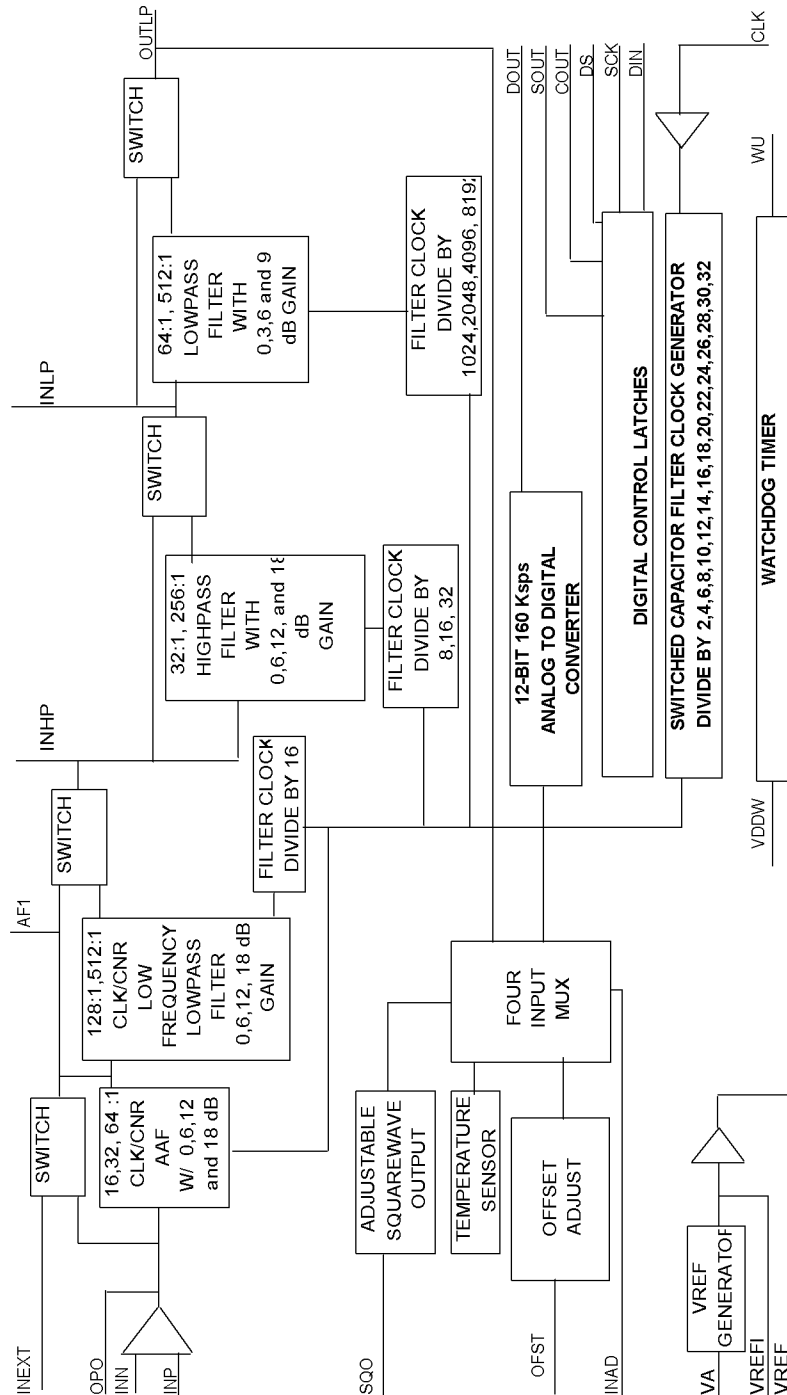 INEXT
OPO
INN
INP
SWITCH
16,32, 64 :1
CLK/CNR
AAF
W/ 0,6,12
and 18 dB
128:1,512:1
CLK/CNR
LOW
FREQUENCY
LOWPASS
FILTER
0,6,12, 18 dB
GAIN
AF1
SWITCH
FILTER CLOCK
DIVIDE BY 16
INHP
32:1, 256:1
HIGHPASS
FILTER
WITH
0,6,12, and 18
dB
GAIN
SWITCH
FILTER CLOCK
DIVIDE BY
8,16, 32
INLP
64:1, 512:1
LOWPASS
FILTER
WITH
0,3,6 and 9
dB GAIN
SWITCH
OUTLP
FILTER CLOCK
DIVIDE BY
1024,2048,4096, 8192
SQO
ADJUSTABLE
SQUAREWAVE
OUTPUT
TEMPERATURE
SENSOR
OFST
OFFSET
ADJUST
INAD
FOUR
INPUT
MUX
12-BIT 160 Ksps
ANALOG TO DIGITAL
CONVERTER
DOUT
SOUT
COUT
DS
SCK
DIN
DIGITAL CONTROL LATCHES
SWITCHED CAPACITOR FILTER CLOCK GENERATOR
DIVIDE BY 2,4,6,8,10,12,14,16,18,20,22,24,26,28,30,32
CLK
VA
VREFI
VREF
VREF
GENERATOR
VDDW
WATCHDOG TIMER
WU